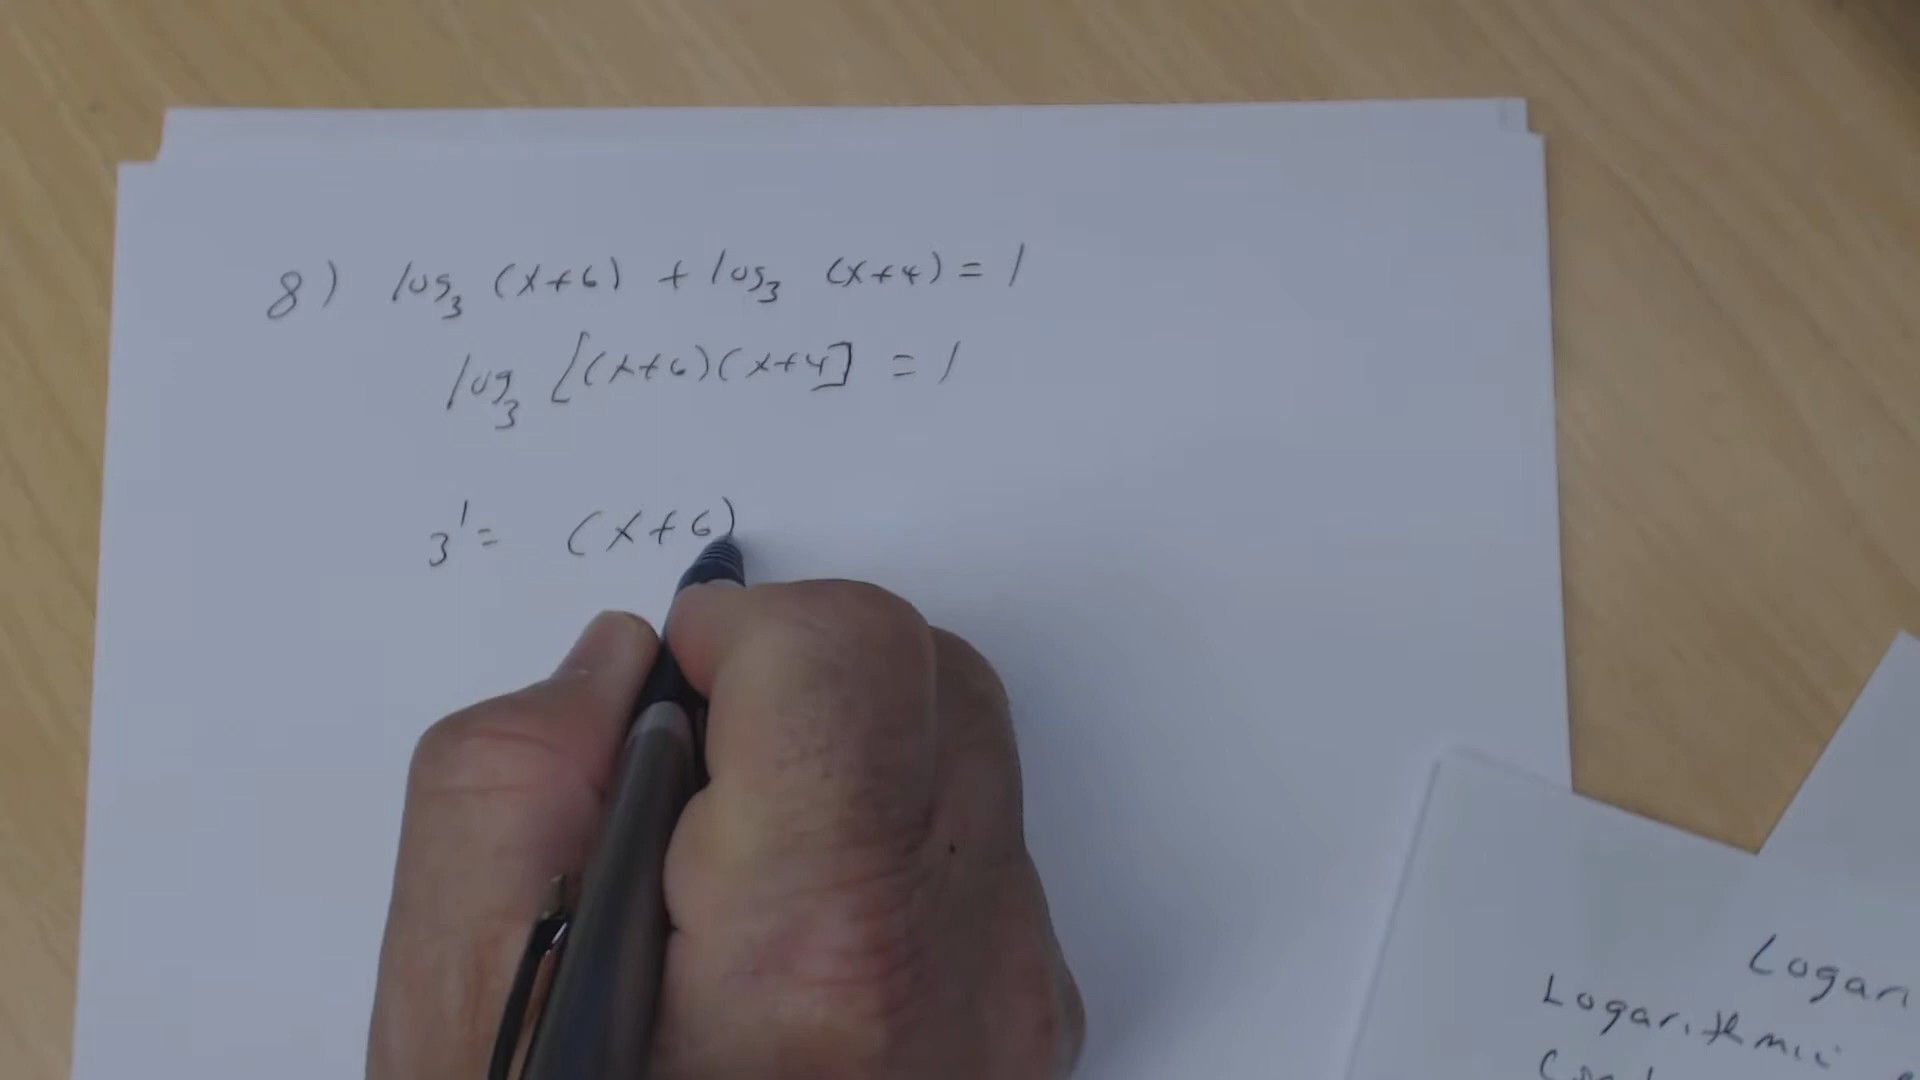 8) log₃ (x+6) + log₃ (x+4) = 1
log₃ [(x+6)(x+4] = 1
3¹ = (x+6)
Logari
Logarithmic